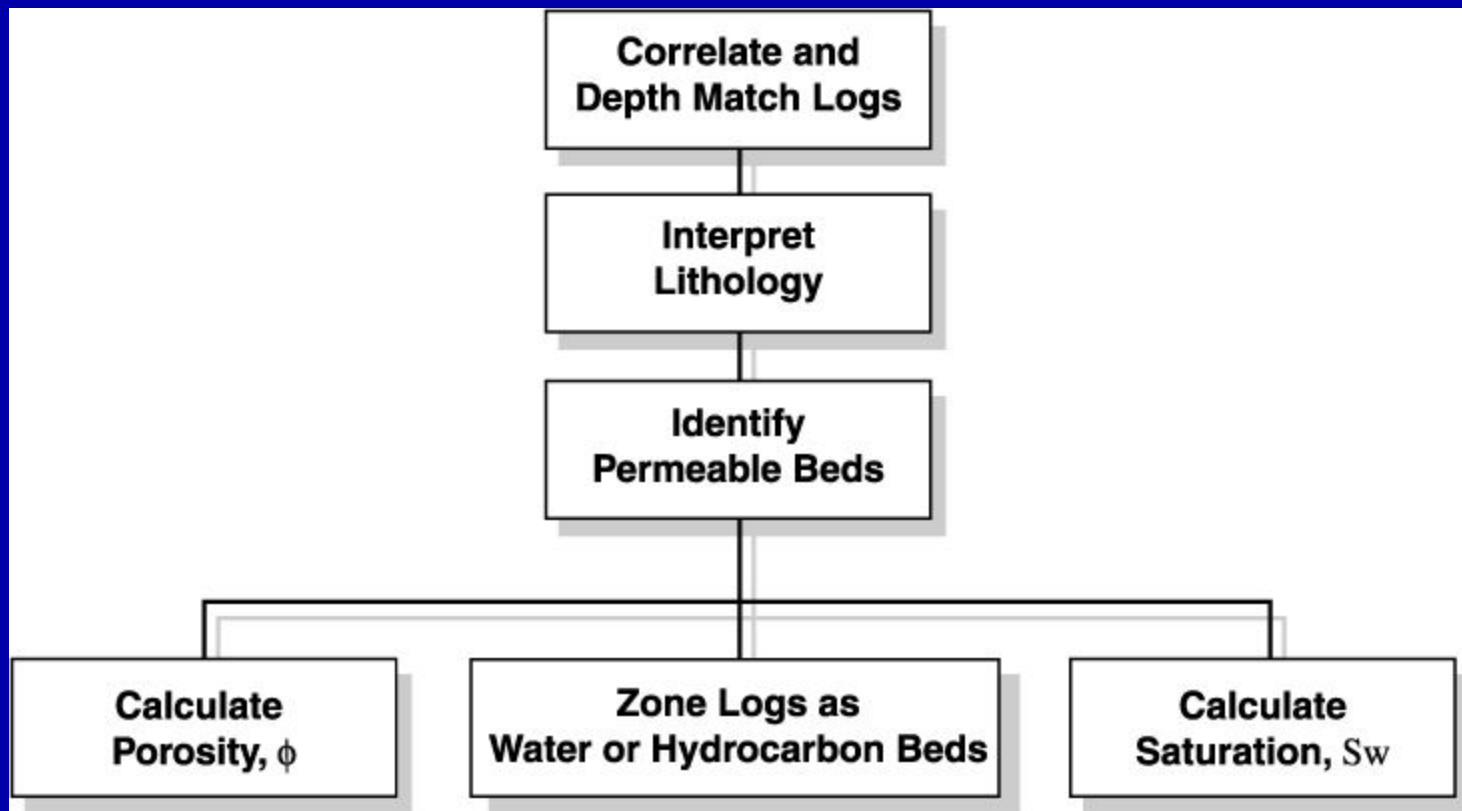 Correlate and
Depth Match Logs
Interpret
Lithology
Identify
Permeable Beds
Calculate
Porosity, ϕ
Zone Logs as
Water or Hydrocarbon Beds
Calculate
Saturation, Sw